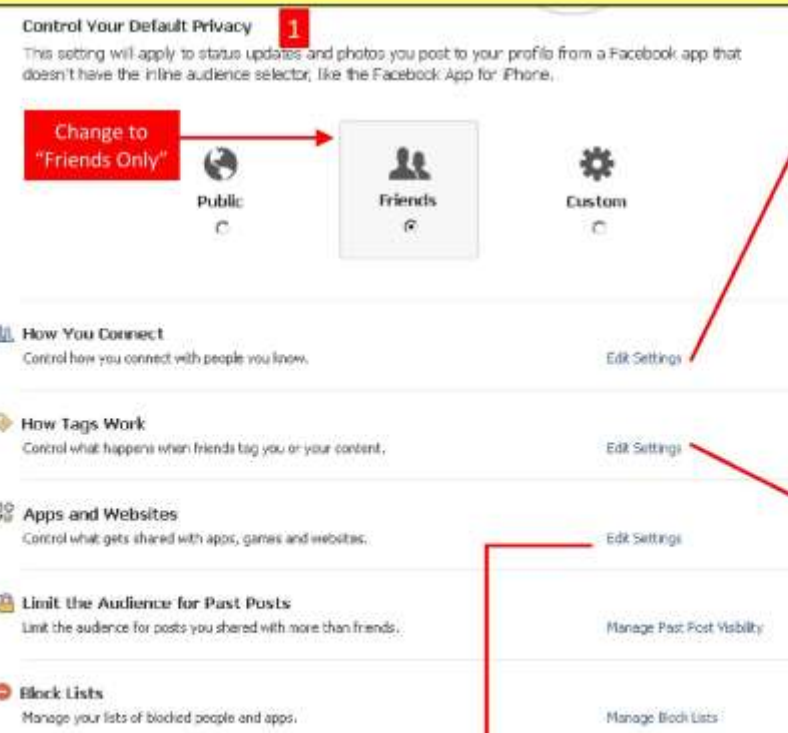 Control Your Default Privacy
1
This setting will apply to status updates and photos you post to your profile from a Facebook app that
doesn't have the inline audience selector, like the Facebook App for iPhone.
Change to
"Friends Only"
Public
Friends
Custom
How You Connect
Control how you connect with people you know.
Edit Settings
How Tags Work
Control what happens when friends tag you or your content.
Edit Settings
Apps and Websites
Control what gets shared with apps, games and websites.
Edit Settings
Limit the Audience for Past Posts
Limit the audience for posts you shared with more than friends.
Manage Past Post Visibility
Block Lists
Manage your lists of blocked people and apps.
Manage Block Lists